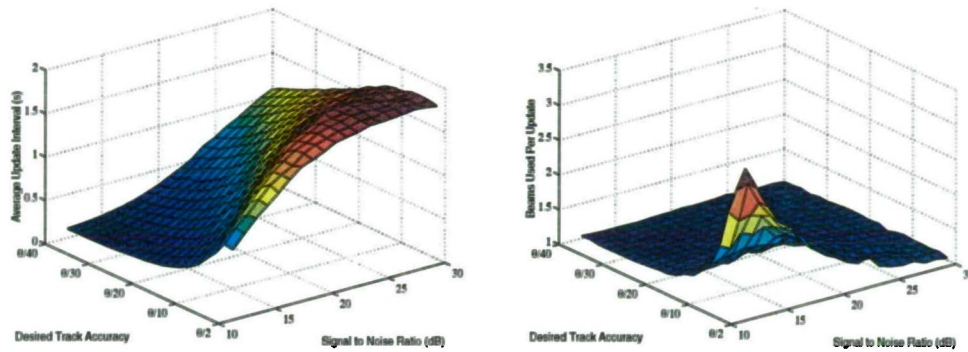 2
1.5
1
0.5
0
Average Update Interval (s)
θ/40
θ/30
θ/20
θ/10
θ/2
10
15
20
25
30
Desired Track Accuracy
Signal to Noise Ratio (dB)
3.5
3
2.5
2
1.5
1
Beams Used Per Update
θ/40
θ/30
θ/20
θ/10
θ/2
10
15
20
25
Desired Track Accuracy
Signal to Noise Ratio (dB)